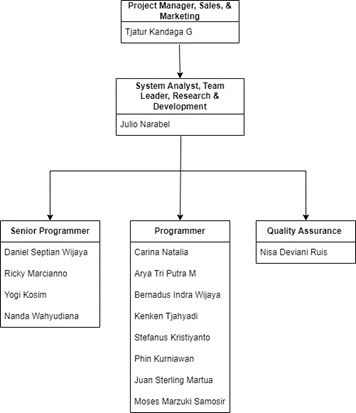 Project Manager, Sales, &
Marketing
Tjatur Kandaga G
System Analyst, Team
Leader, Research &
Development
Julio Narabel
Senior Programmer
Daniel Septian Wijaya
Ricky Marcianno
Yogi Kosim
Nanda Wahyudiana
Programmer
Carina Natalia
Arya Tri Putra M
Bernadus Indra Wijaya
Kenken Tjahyadi
Stefanus Kristiyanto
Phin Kurniawan
Juan Sterling Martua
Moses Marzuki Samosir
Quality Assurance
Nisa Deviani Ruis